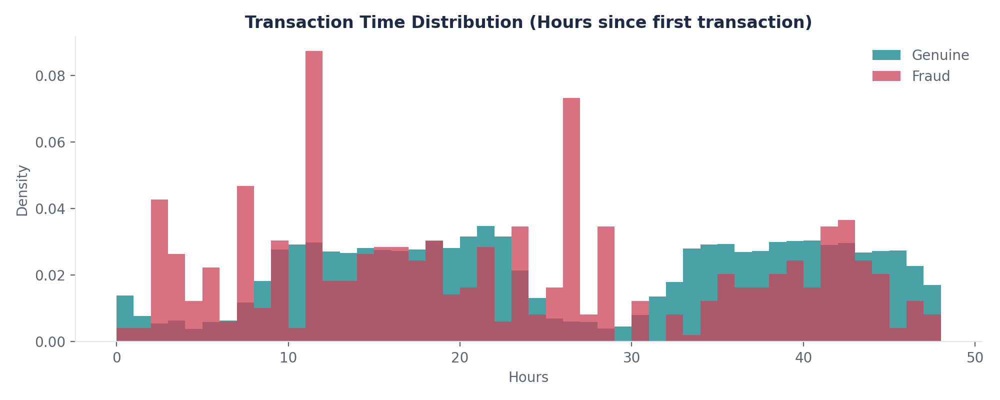 Transaction Time Distribution (Hours since first transaction)
Genuine
Fraud
Density
0.08
0.06
0.04
0.02
0.00
0 10 20 30 40 50
Hours